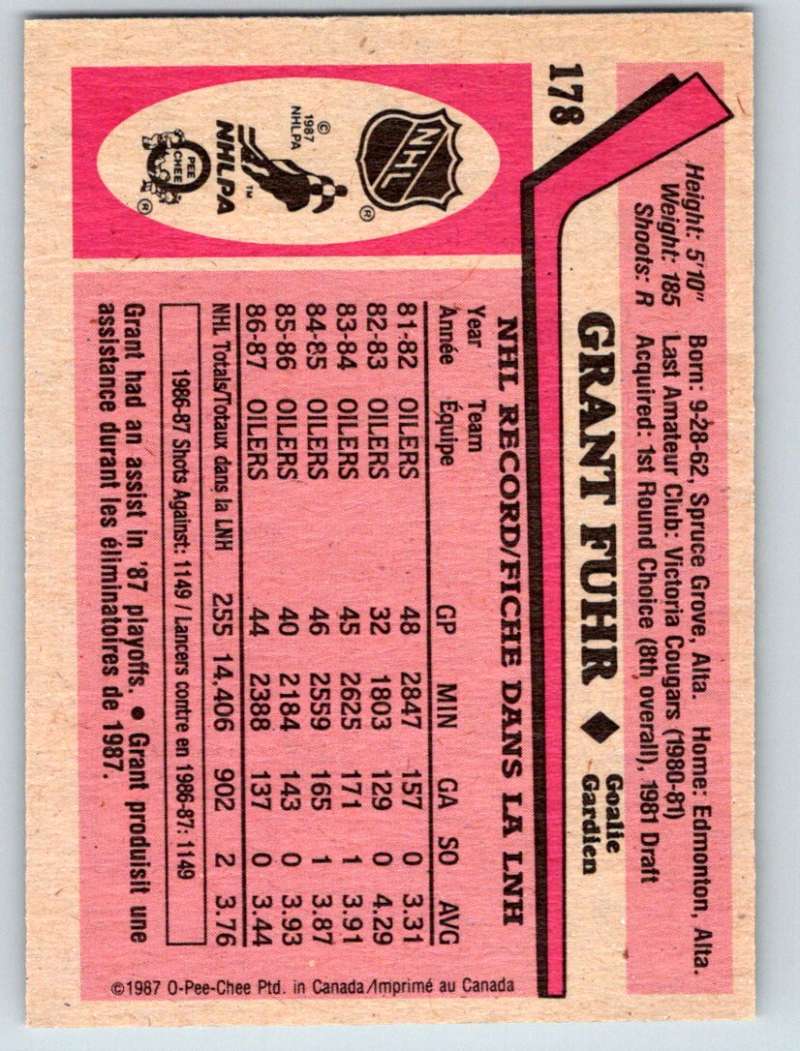 178
Height: 5'10" Born: 9-28-62, Spruce Grove, Alta. Home: Edmonton, Alta.
Weight: 185 Last Amateur Club: Victoria Cougars (1980-81)
Shoots: R Acquired: 1st Round Choice (8th overall), 1981 Draft
GRANT FUHR ◆ Goalie
Gardien
NHL
®
© 1987 NHLPA
™
NHLPA
O PEE CHEE
®
NHL RECORD/FICHE DANS LA LNH
Year Team
Année Équipe GP MIN GA SO AVG
81-82 OILERS 48 2847 157 0 3.31
82-83 OILERS 32 1803 129 0 4.29
83-84 OILERS 45 2625 171 1 3.91
84-85 OILERS 46 2559 165 1 3.87
85-86 OILERS 40 2184 143 0 3.93
86-87 OILERS 44 2388 137 0 3.44
NHL Totals/Totaux dans la LNH 255 14,406 902 2 3.76
1986-87 Shots Against: 1149 / Lancers contre en 1986-87: 1149
Grant had an assist in '87 playoffs. ● Grant produisit une
assistance durant les éliminatoires de 1987.
©1987 O-Pee-Chee Ptd. in Canada/Imprimé au Canada